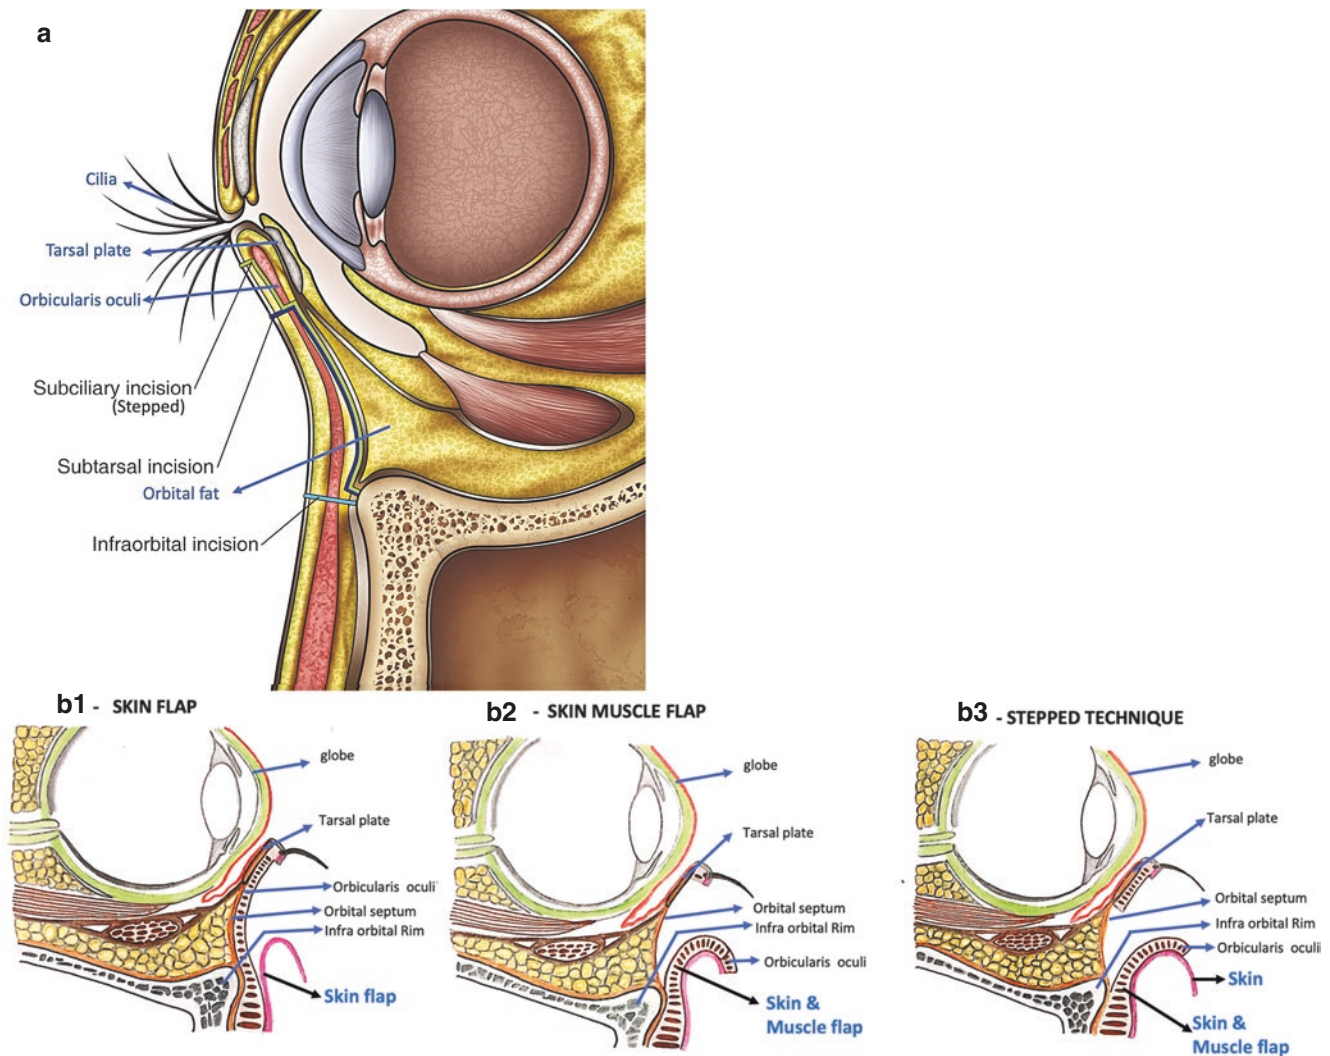 a
Cilia
Tarsal plate
Orbicularis oculi
Subciliary incision
(Stepped)
Subtarsal incision
Orbital fat
Infraorbital incision
b1 - SKIN FLAP
globe
Tarsal plate
Orbicularis oculi
Orbital septum
Infra orbital Rim
Skin flap
b2 - SKIN MUSCLE FLAP
globe
Tarsal plate
Orbital septum
Infra orbital Rim
Orbicularis oculi
Skin &
Muscle flap
b3 - STEPPED TECHNIQUE
globe
Tarsal plate
Orbital septum
Infra orbital Rim
Orbicularis oculi
Skin
Skin &
Muscle flap